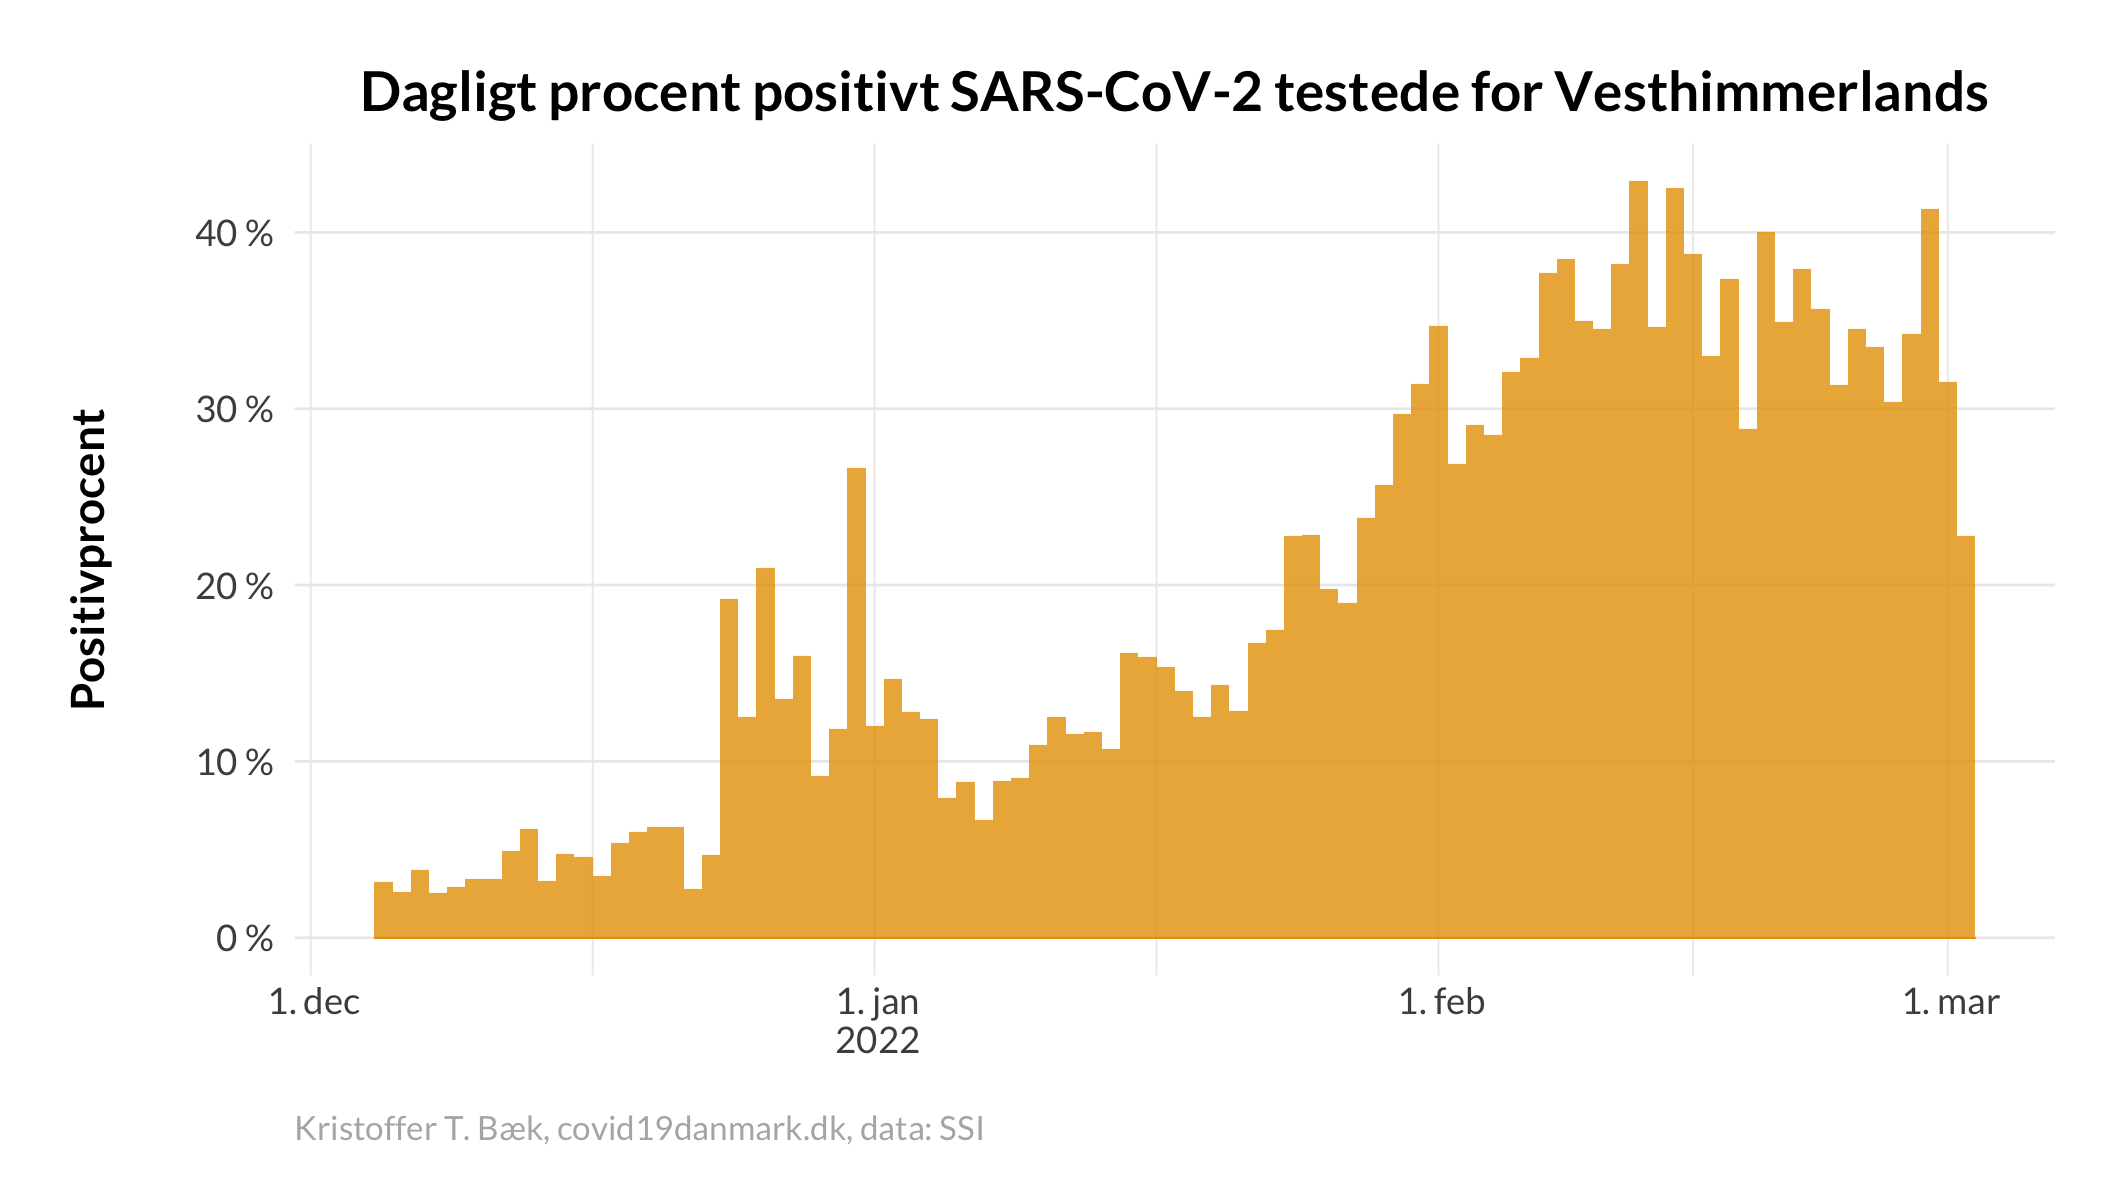 Dagligt procent positivt SARS-CoV-2 testede for Vesthimmerlands
Positivprocent
40 %
30 %
20 %
10 %
0 %
1. dec
1. jan
2022
1. feb
1. mar
Kristoffer T. Bæk, covid19danmark.dk, data: SSI